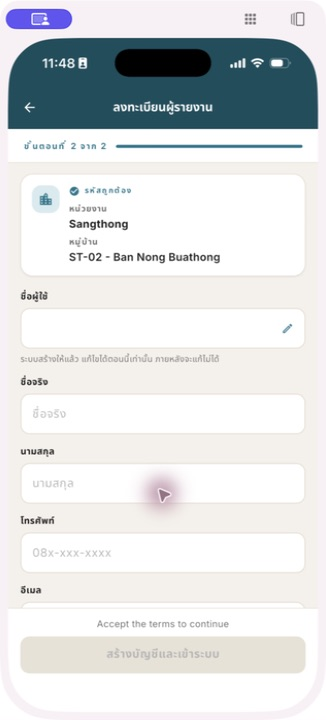 11:48
ลงทะเบียนผู้รายงาน
ขั้นตอนที่ 2 จาก 2
รหัสถูกต้อง
หน่วยงาน
Sangthong
หมู่บ้าน
ST-02 - Ban Nong Buathong
ชื่อผู้ใช้
ระบบสร้างให้แล้ว แก้ไขได้ตอนนี้เท่านั้น ภายหลังจะแก้ไม่ได้
ชื่อจริง
ชื่อจริง
นามสกุล
นามสกุล
โทรศัพท์
08x-xxx-xxxx
อีเมล
Accept the terms to continue
สร้างบัญชีและเข้าระบบ